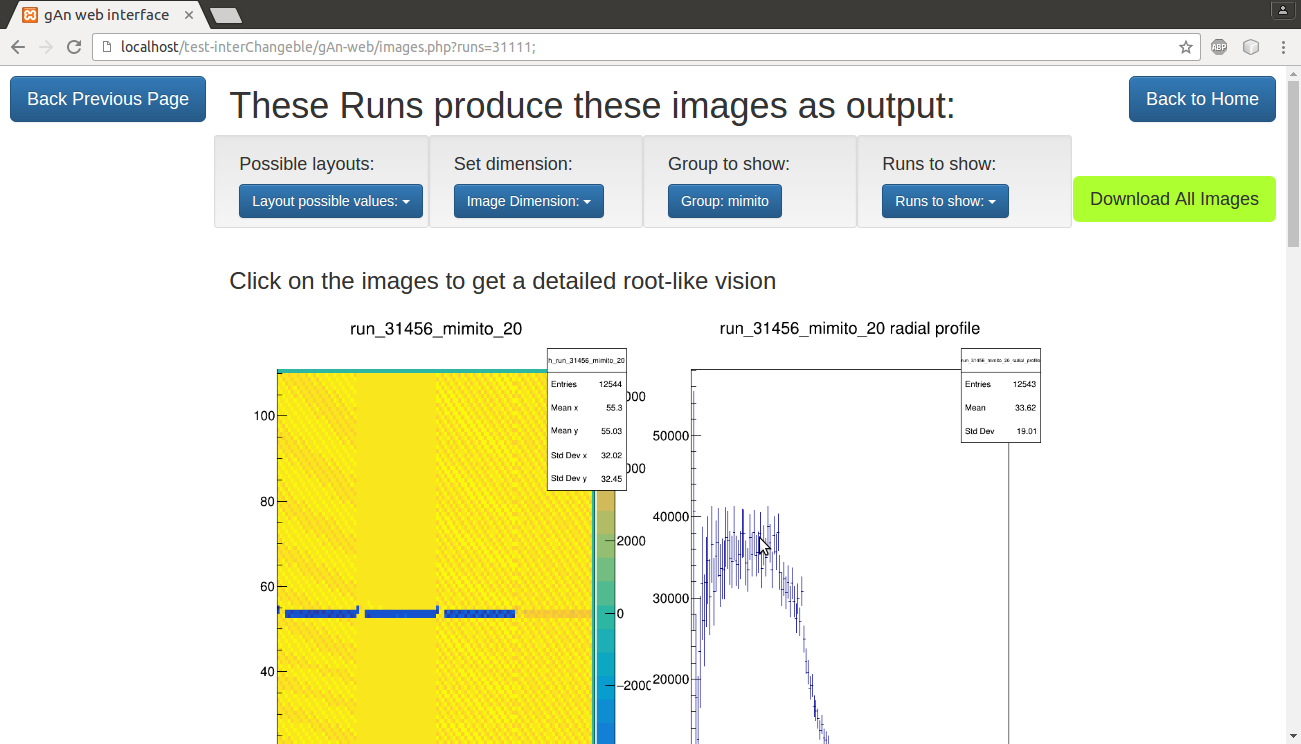 gAn web interface
localhost/test-interChangeble/gAn-web/images.php?runs=31111;
ABP
Back Previous Page
These Runs produce these images as output:
Back to Home
Possible layouts:
Set dimension:
Group to show:
Runs to show:
Layout possible values:
Image Dimension:
Group: mimito
Runs to show:
Download All Images
Click on the images to get a detailed root-like vision
run_31456_mimito_20
h_run_31456_mimito_20
Entries 12544
Mean x 55.3
Mean y 55.03
Std Dev x 32.02
Std Dev y 32.45
100
80
60
40
000
000
2000
0
−2000
run_31456_mimito_20 radial profile
Entries 12543
Mean 33.62
Std Dev 19.01
50000
40000
30000
20000